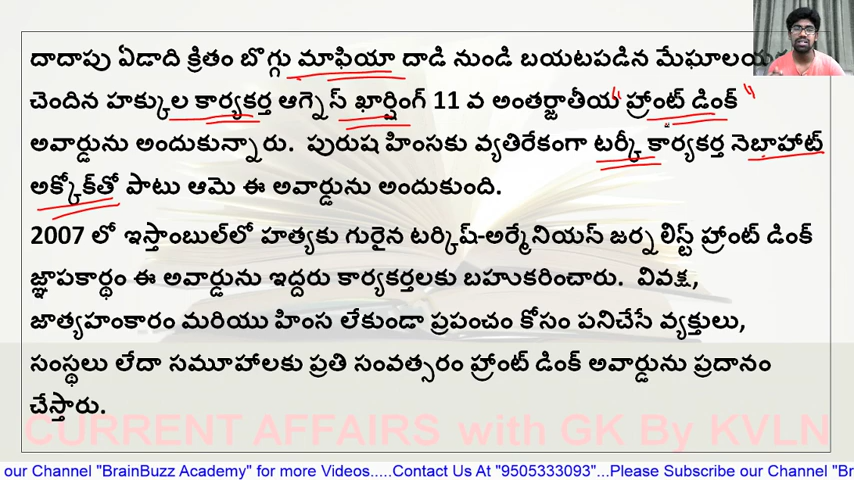 దాదాపు ఏడాది క్రితం బొగ్గు మాఫియా దాడి నుండి బయటపడిన మేఘాలయకు
చెందిన హక్కుల కార్యకర్త ఆగ్నెస్ ఖార్షింగ్ 11 వ అంతర్జాతీయ హ్రాంట్ డింక్
అవార్డును అందుకున్నారు. పురుష హింసకు వ్యతిరేకంగా టర్కీ కార్యకర్త నెబాహాట్
అక్కోక్‌తో పాటు ఆమె ఈ అవార్డును అందుకుంది.
2007 లో ఇస్తాంబుల్‌లో హత్యకు గురైన టర్కిష్-అర్మేనియన్ జర్నలిస్ట్ హ్రాంట్ డింక్
జ్ఞాపకార్థం ఈ అవార్డును ఇద్దరు కార్యకర్తలకు బహుకరించారు. వివక్ష,
జాత్యహంకారం మరియు హింస లేకుండా ప్రపంచం కోసం పనిచేసే వ్యక్తులు,
సంస్థలు లేదా సమూహాలకు ప్రతి సంవత్సరం హ్రాంట్ డింక్ అవార్డును ప్రదానం
చేస్తారు.
CURRENT AFFAIRS with GK By KVLN
our Channel "BrainBuzz Academy" for more Videos.....Contact Us At "9505333093"...Please Subscribe our Channel "Br